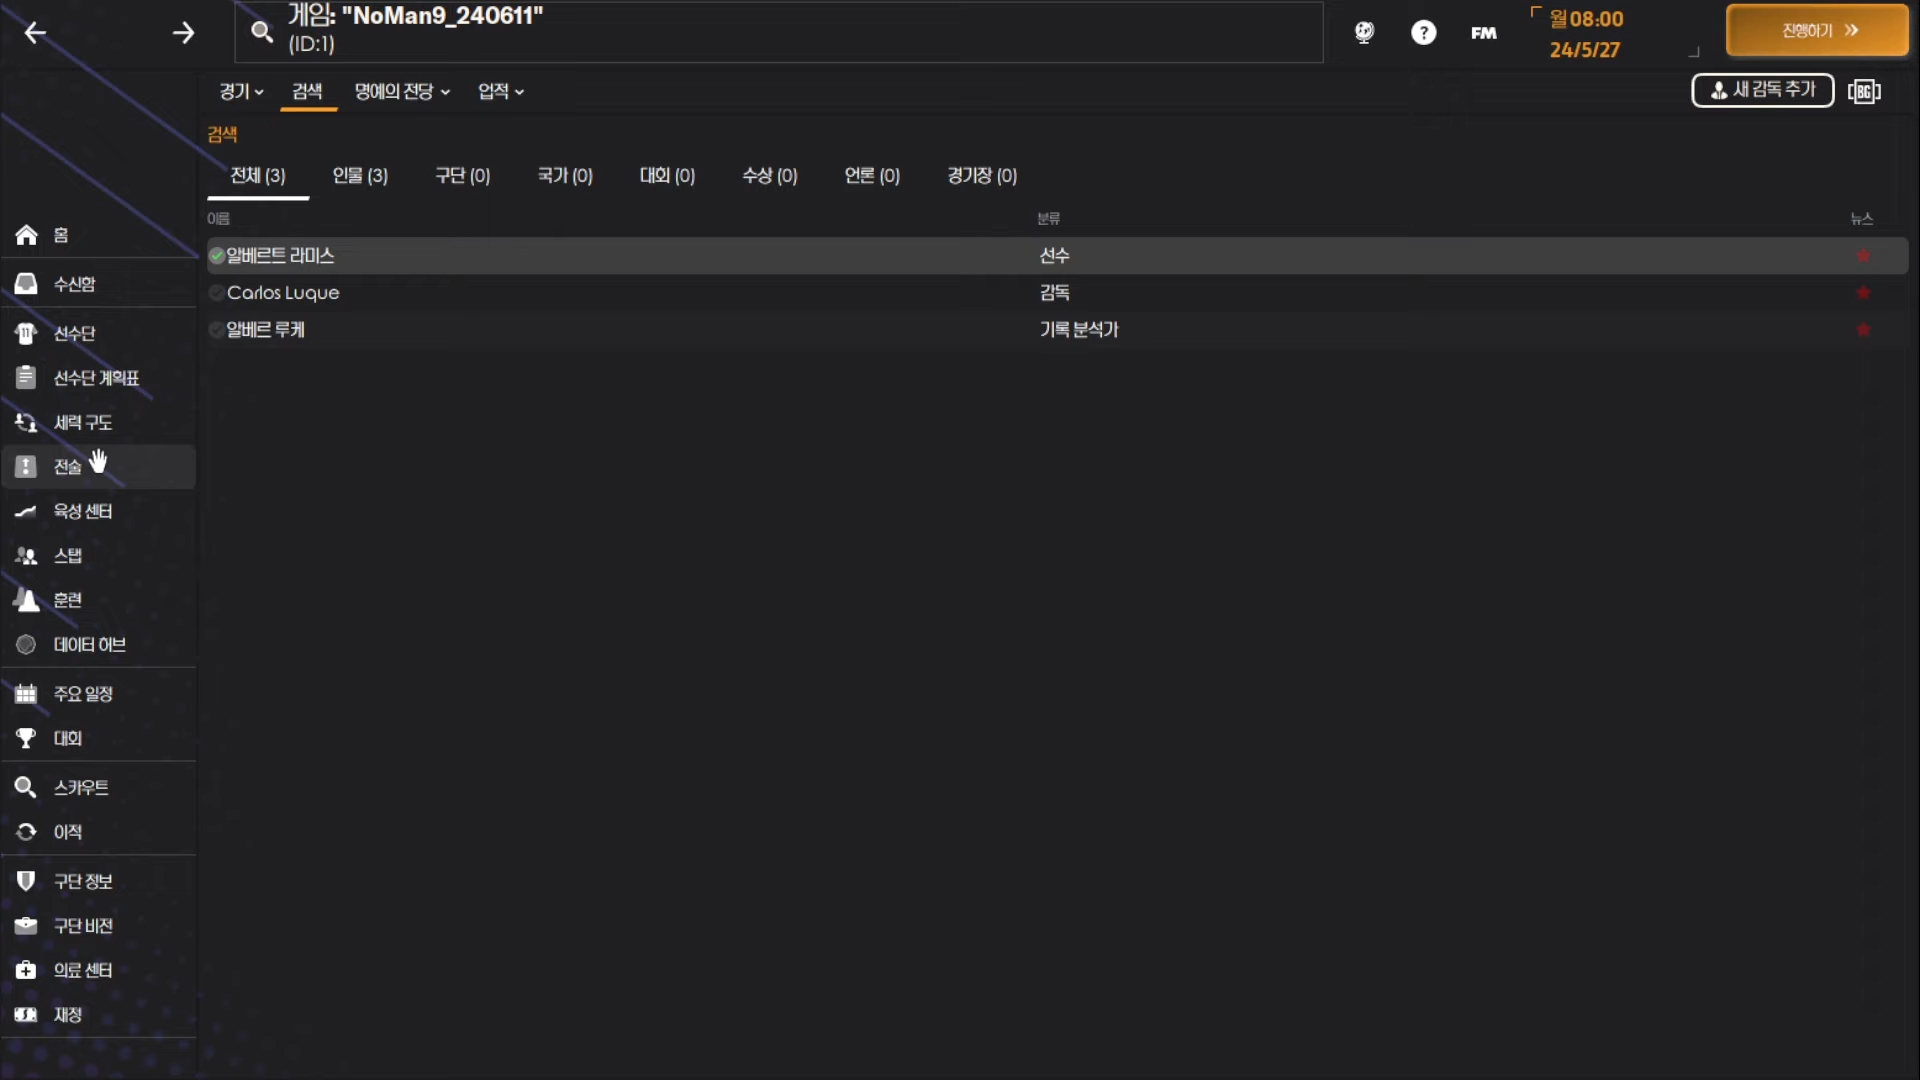 게임: "NoMan9_240611"
(ID:1)
?
FM
월 08:00
24/5/27
진행하기
경기
검색
명예의 전당
업적
새 감독 추가
BG
검색
전체 (3)
인물 (3)
구단 (0)
국가 (0)
대회 (0)
수상 (0)
언론 (0)
경기장 (0)
이름
분류
뉴스
알베르트 라미스
선수
Carlos Luque
감독
알베르 루케
기록 분석가
홈
수신함
선수단
선수단 계획표
세력 구도
전술
육성 센터
스탭
훈련
데이터 허브
주요 일정
대회
스카우트
이적
구단 정보
구단 비전
의료 센터
재정